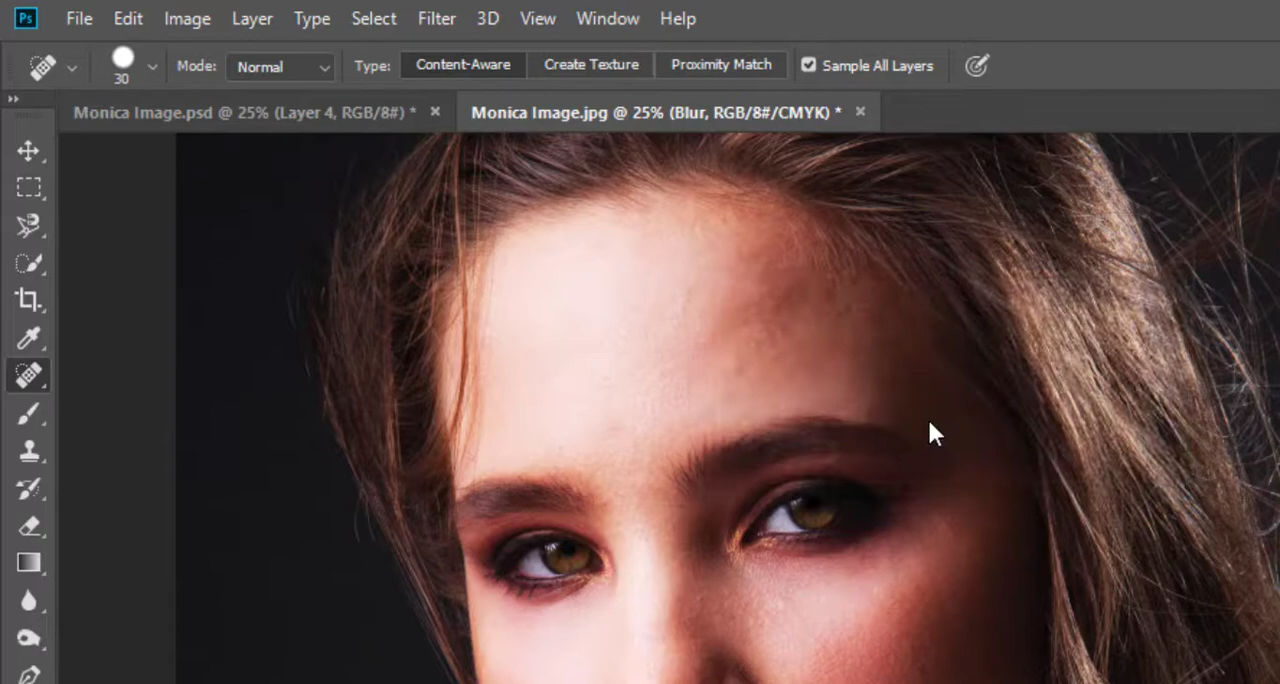 Ps File Edit Image Layer Type Select Filter 3D View Window Help
30 Mode: Normal Type: Content-Aware Create Texture Proximity Match Sample All Layers
Monica Image.psd @ 25% (Layer 4, RGB/8#) * × Monica Image.jpg @ 25% (Blur, RGB/8#/CMYK) * ×